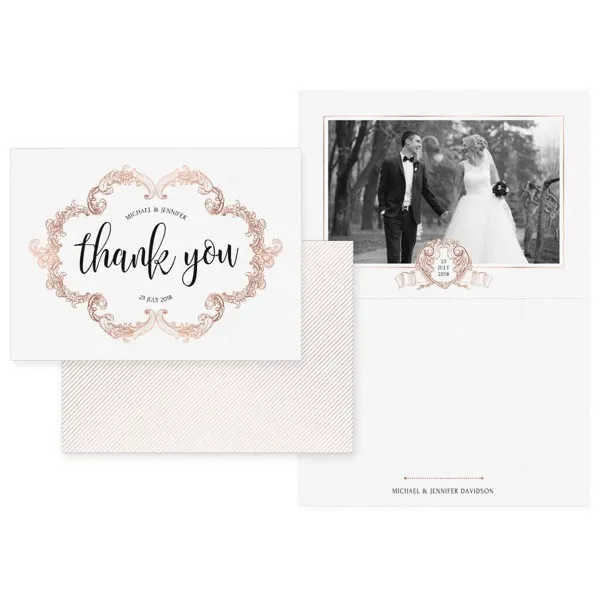 MICHAEL & JENNIFER
thank you
23 JULY 2018
23
JULY
2018
MICHAEL & JENNIFER DAVIDSON